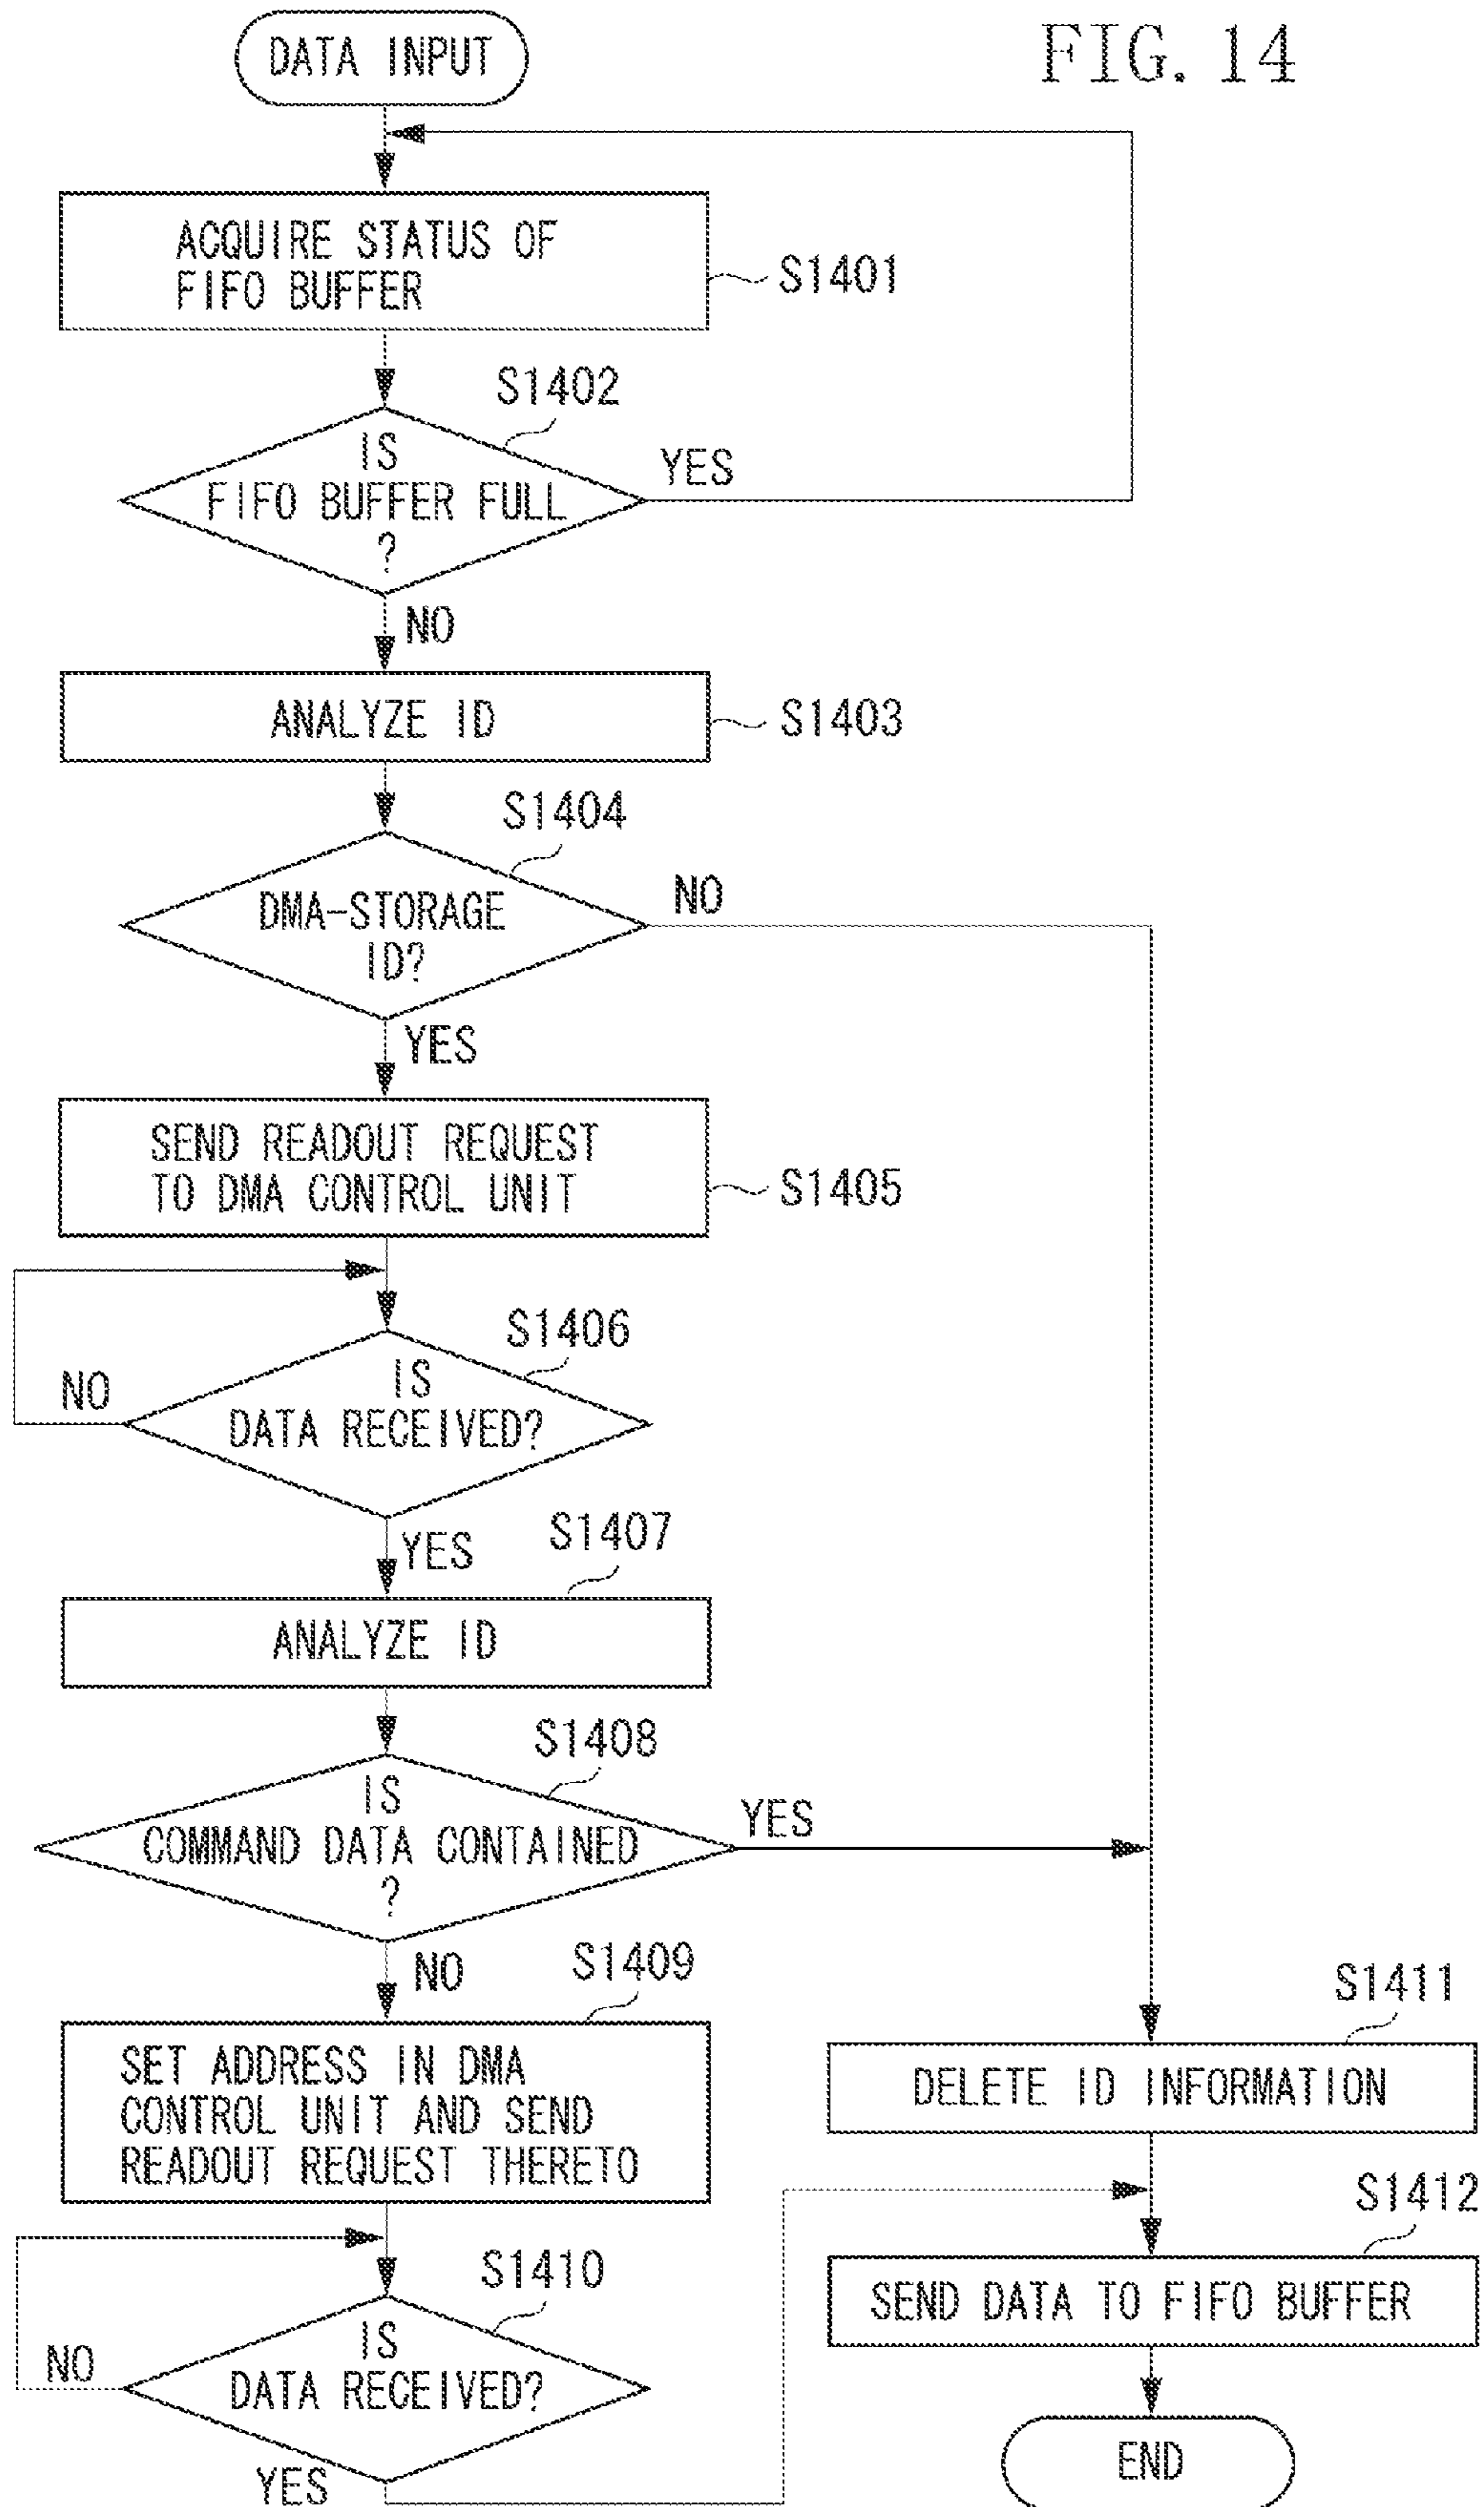 FIG. 14
DATA INPUT
ACQUIRE STATUS OF
FIFO BUFFER
S1401
S1402
IS
FIFO BUFFER FULL
?
YES
NO
ANALYZE ID
S1403
S1404
DMA-STORAGE
ID?
NO
YES
SEND READOUT REQUEST
TO DMA CONTROL UNIT
S1405
S1406
IS
DATA RECEIVED?
NO
YES
S1407
ANALYZE ID
S1408
IS
COMMAND DATA CONTAINED
?
YES
NO
S1409
SET ADDRESS IN DMA
CONTROL UNIT AND SEND
READOUT REQUEST THERETO
S1410
IS
DATA RECEIVED?
NO
YES
S1411
DELETE ID INFORMATION
S1412
SEND DATA TO FIFO BUFFER
END